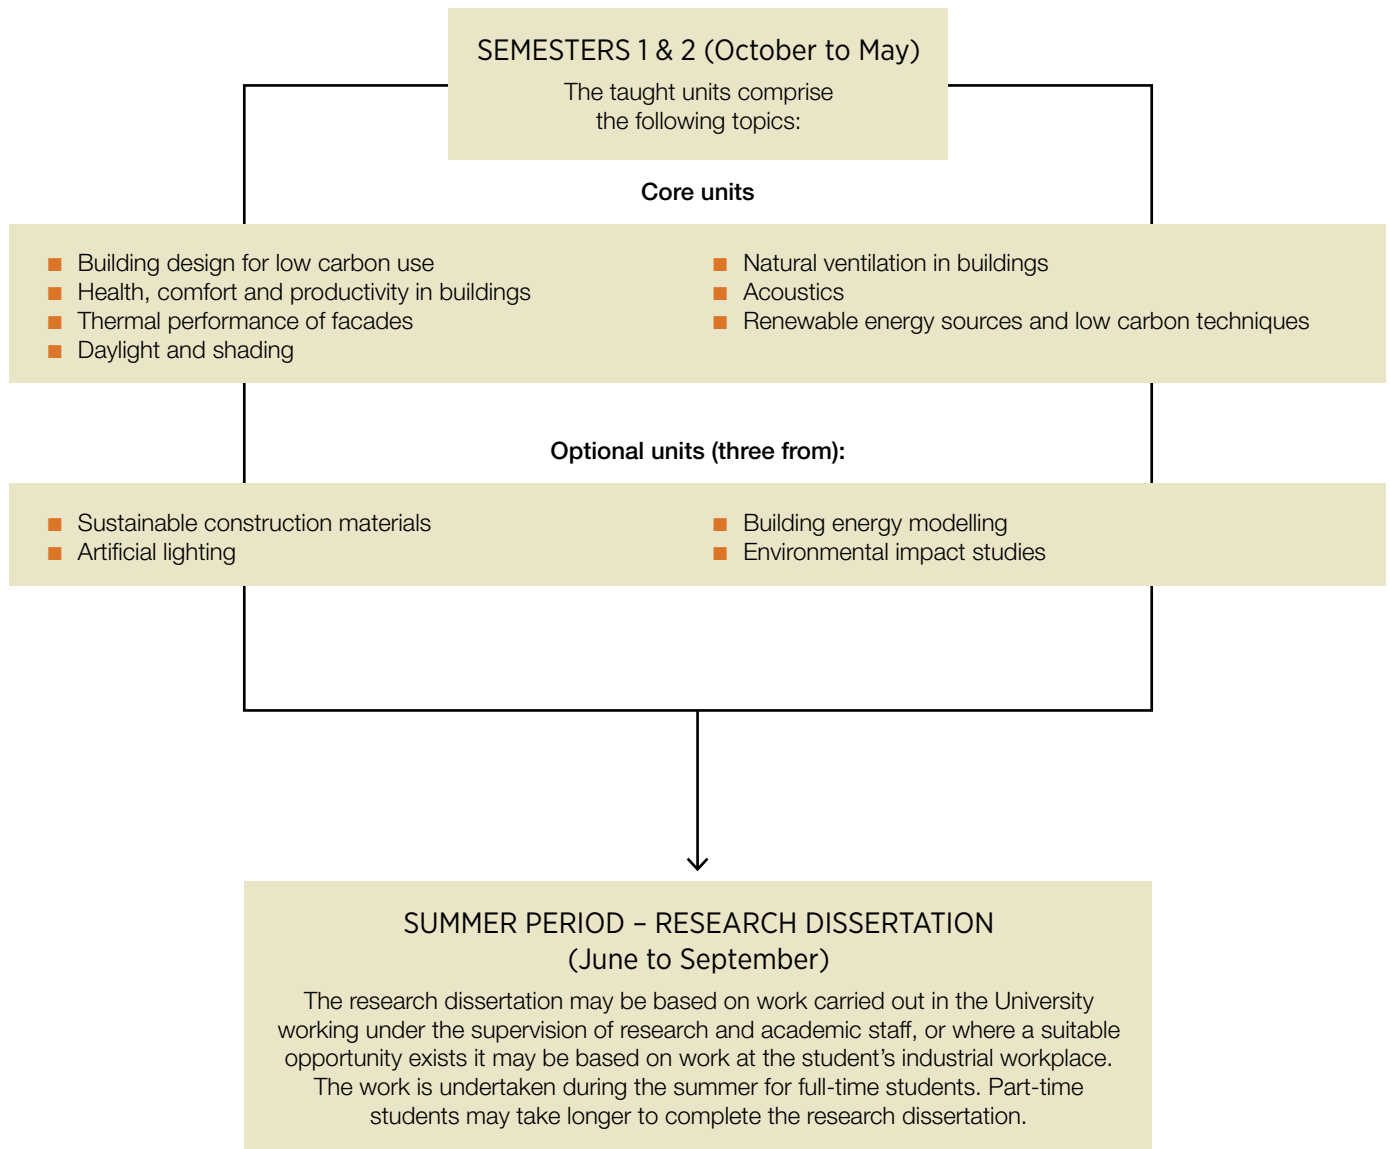 SEMESTERS 1 & 2 (October to May)
The taught units comprise
the following topics:
Core units
Building design for low carbon use
Health, comfort and productivity in buildings
Thermal performance of facades
Daylight and shading
Natural ventilation in buildings
Acoustics
Renewable energy sources and low carbon techniques
Optional units (three from):
Sustainable construction materials
Artificial lighting
Building energy modelling
Environmental impact studies
SUMMER PERIOD – RESEARCH DISSERTATION
(June to September)
The research dissertation may be based on work carried out in the University
working under the supervision of research and academic staff, or where a suitable
opportunity exists it may be based on work at the student’s industrial workplace.
The work is undertaken during the summer for full-time students. Part-time
students may take longer to complete the research dissertation.